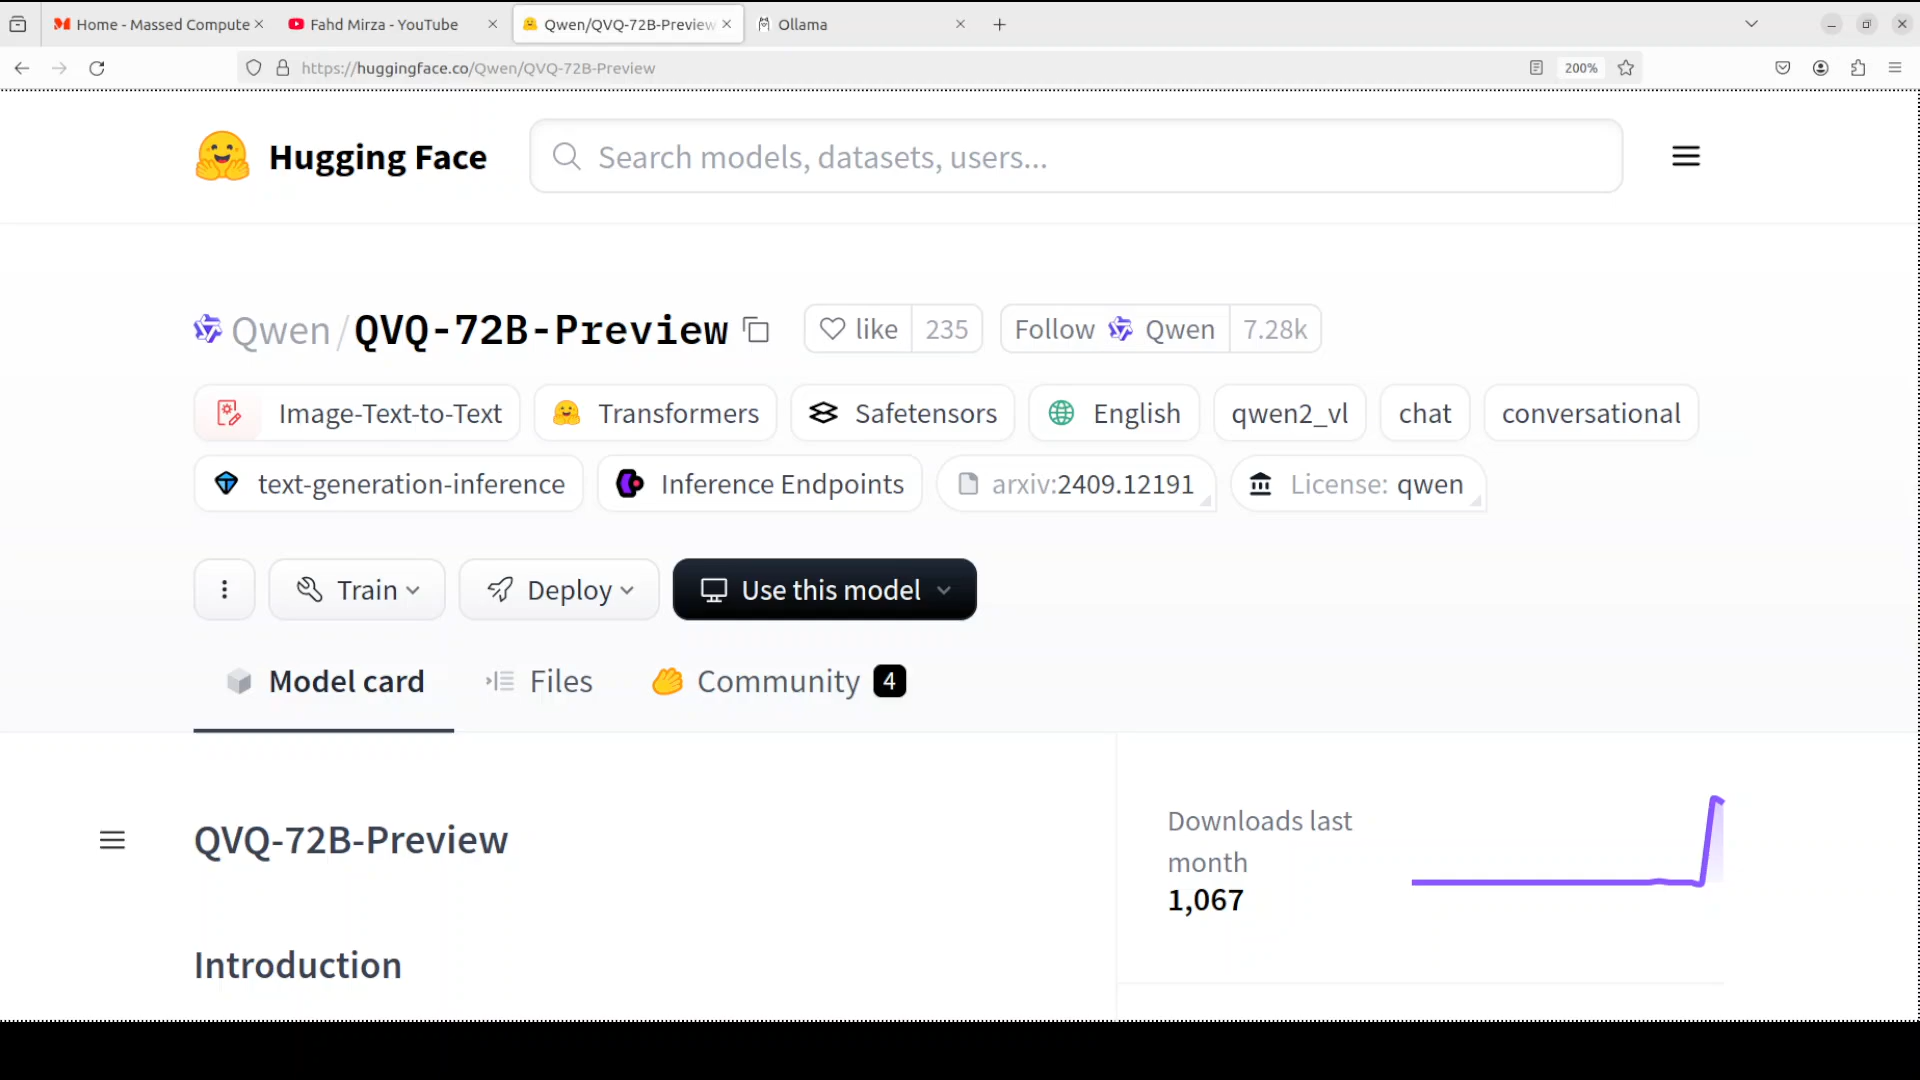 Home - Massed Compute
Fahd Mirza - YouTube
Qwen/QVQ-72B-Preview
Ollama
https://huggingface.co/Qwen/QVQ-72B-Preview
200%
Hugging Face
Search models, datasets, users...
Qwen/QVQ-72B-Preview
like 235
Follow Qwen 7.28k
Image-Text-to-Text
Transformers
Safetensors
English
qwen2_vl
chat
conversational
text-generation-inference
Inference Endpoints
arxiv:2409.12191
License: qwen
Train
Deploy
Use this model
Model card
Files
Community 4
QVQ-72B-Preview
Introduction
Downloads last
month
1,067